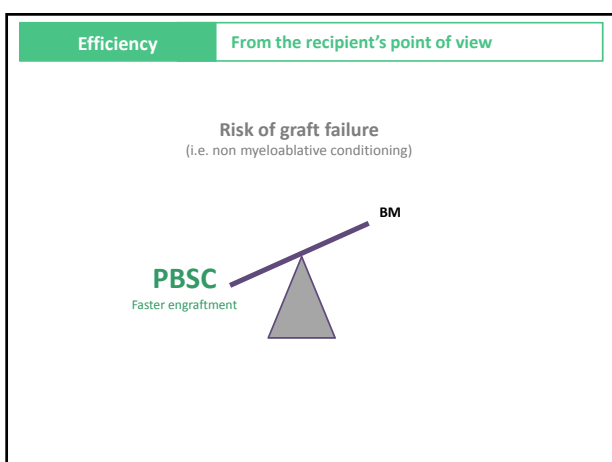 Efficiency
From the recipient's point of view
Risk of graft failure
(i.e. non myeloablative conditioning)
BM
PBSC
Faster engraftment